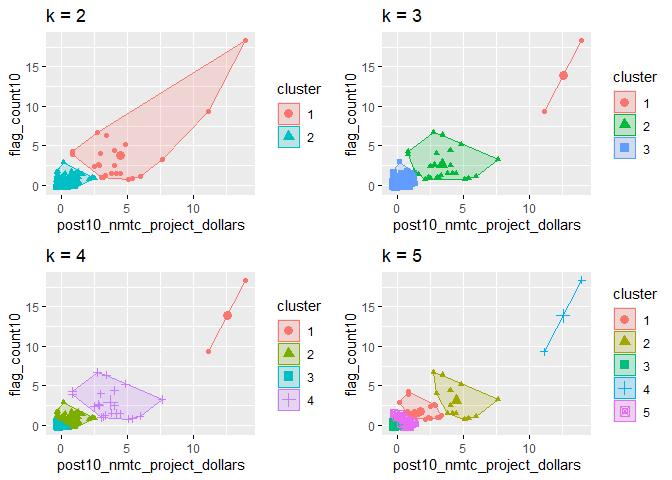 k = 2
flag_count10
15
10
5
0
0
5
10
post10_nmtc_project_dollars
cluster
1
2
k = 3
flag_count10
15
10
5
0
0
5
10
post10_nmtc_project_dollars
cluster
1
2
3
k = 4
flag_count10
15
10
5
0
0
5
10
post10_nmtc_project_dollars
cluster
1
2
3
4
k = 5
flag_count10
15
10
5
0
0
5
10
post10_nmtc_project_dollars
cluster
1
2
3
4
5